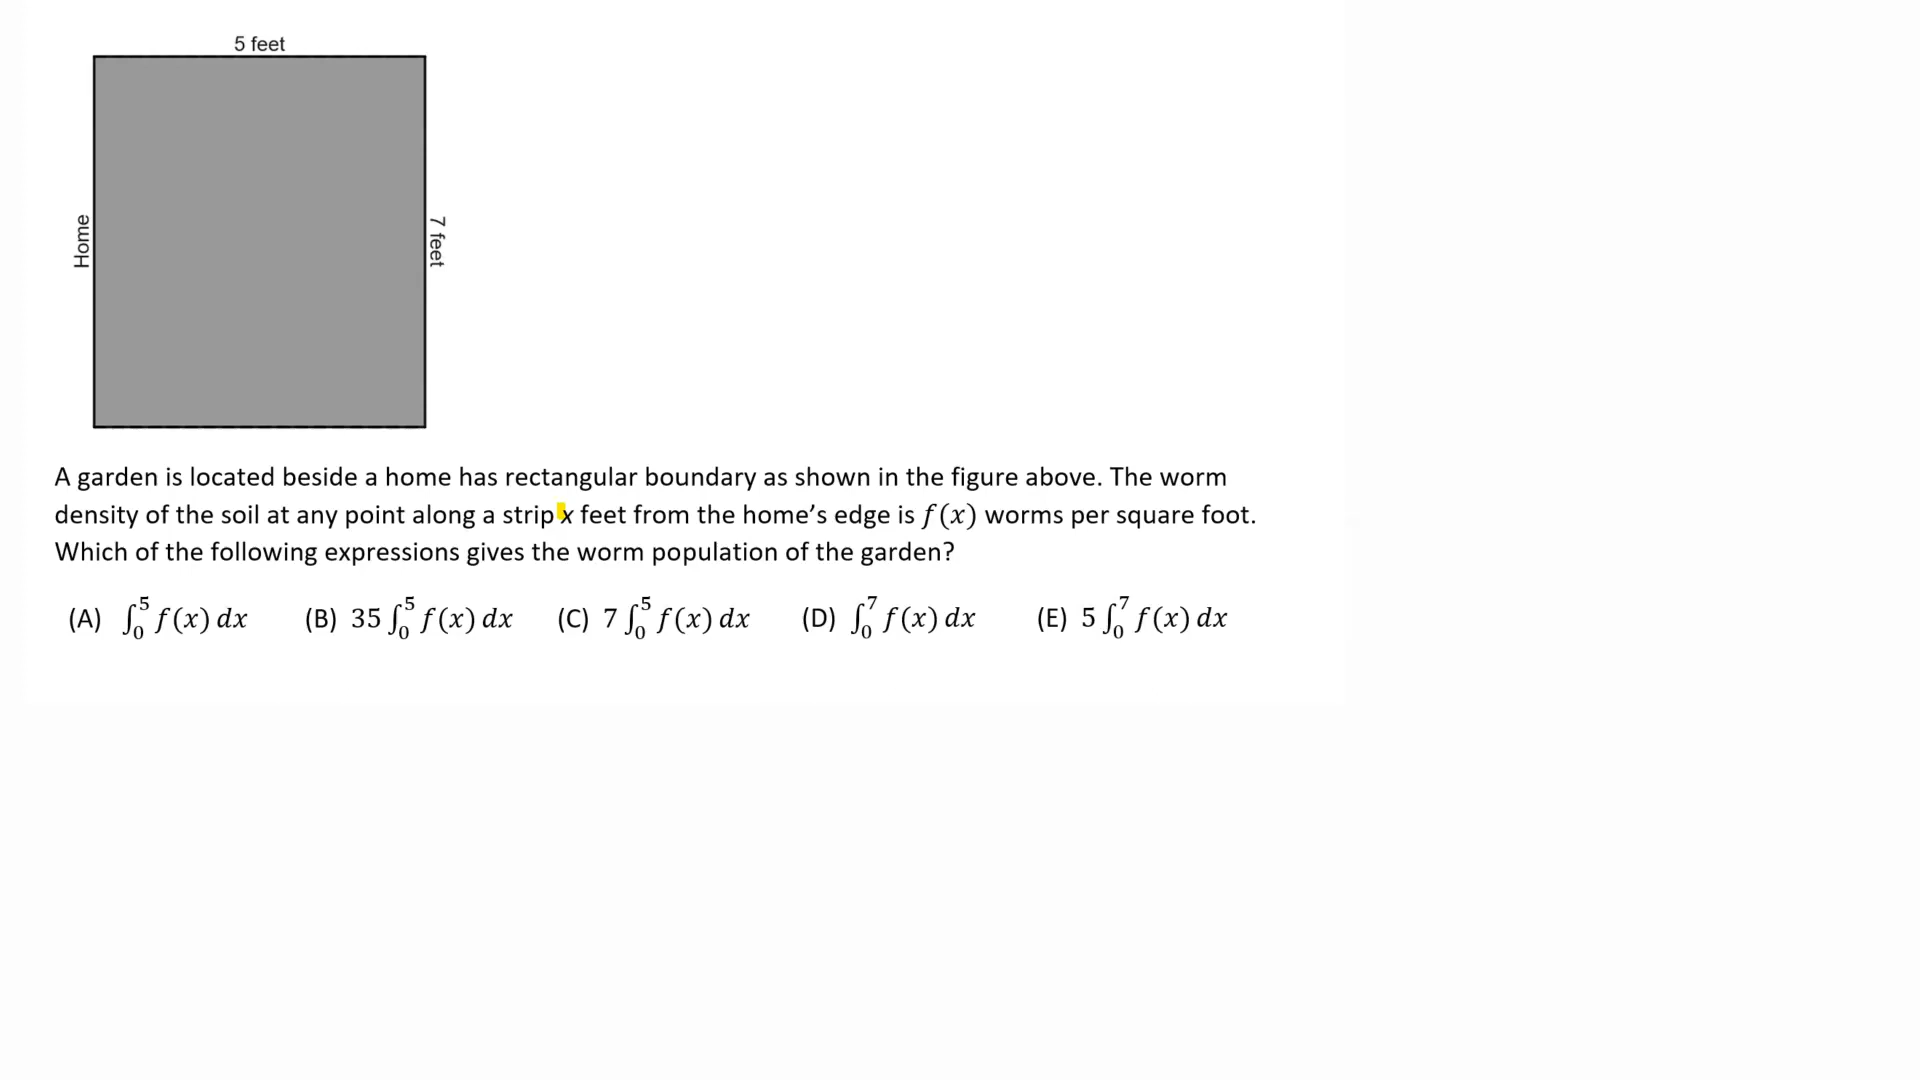 5 feet
Home
7 feet
A garden is located beside a home has rectangular boundary as shown in the figure above. The worm
density of the soil at any point along a strip x feet from the home’s edge is f(x) worms per square foot.
Which of the following expressions gives the worm population of the garden?
(A) ∫₀⁵ f(x) dx (B) 35 ∫₀⁵ f(x) dx (C) 7 ∫₀⁵ f(x) dx (D) ∫₀⁷ f(x) dx (E) 5 ∫₀⁷ f(x) dx